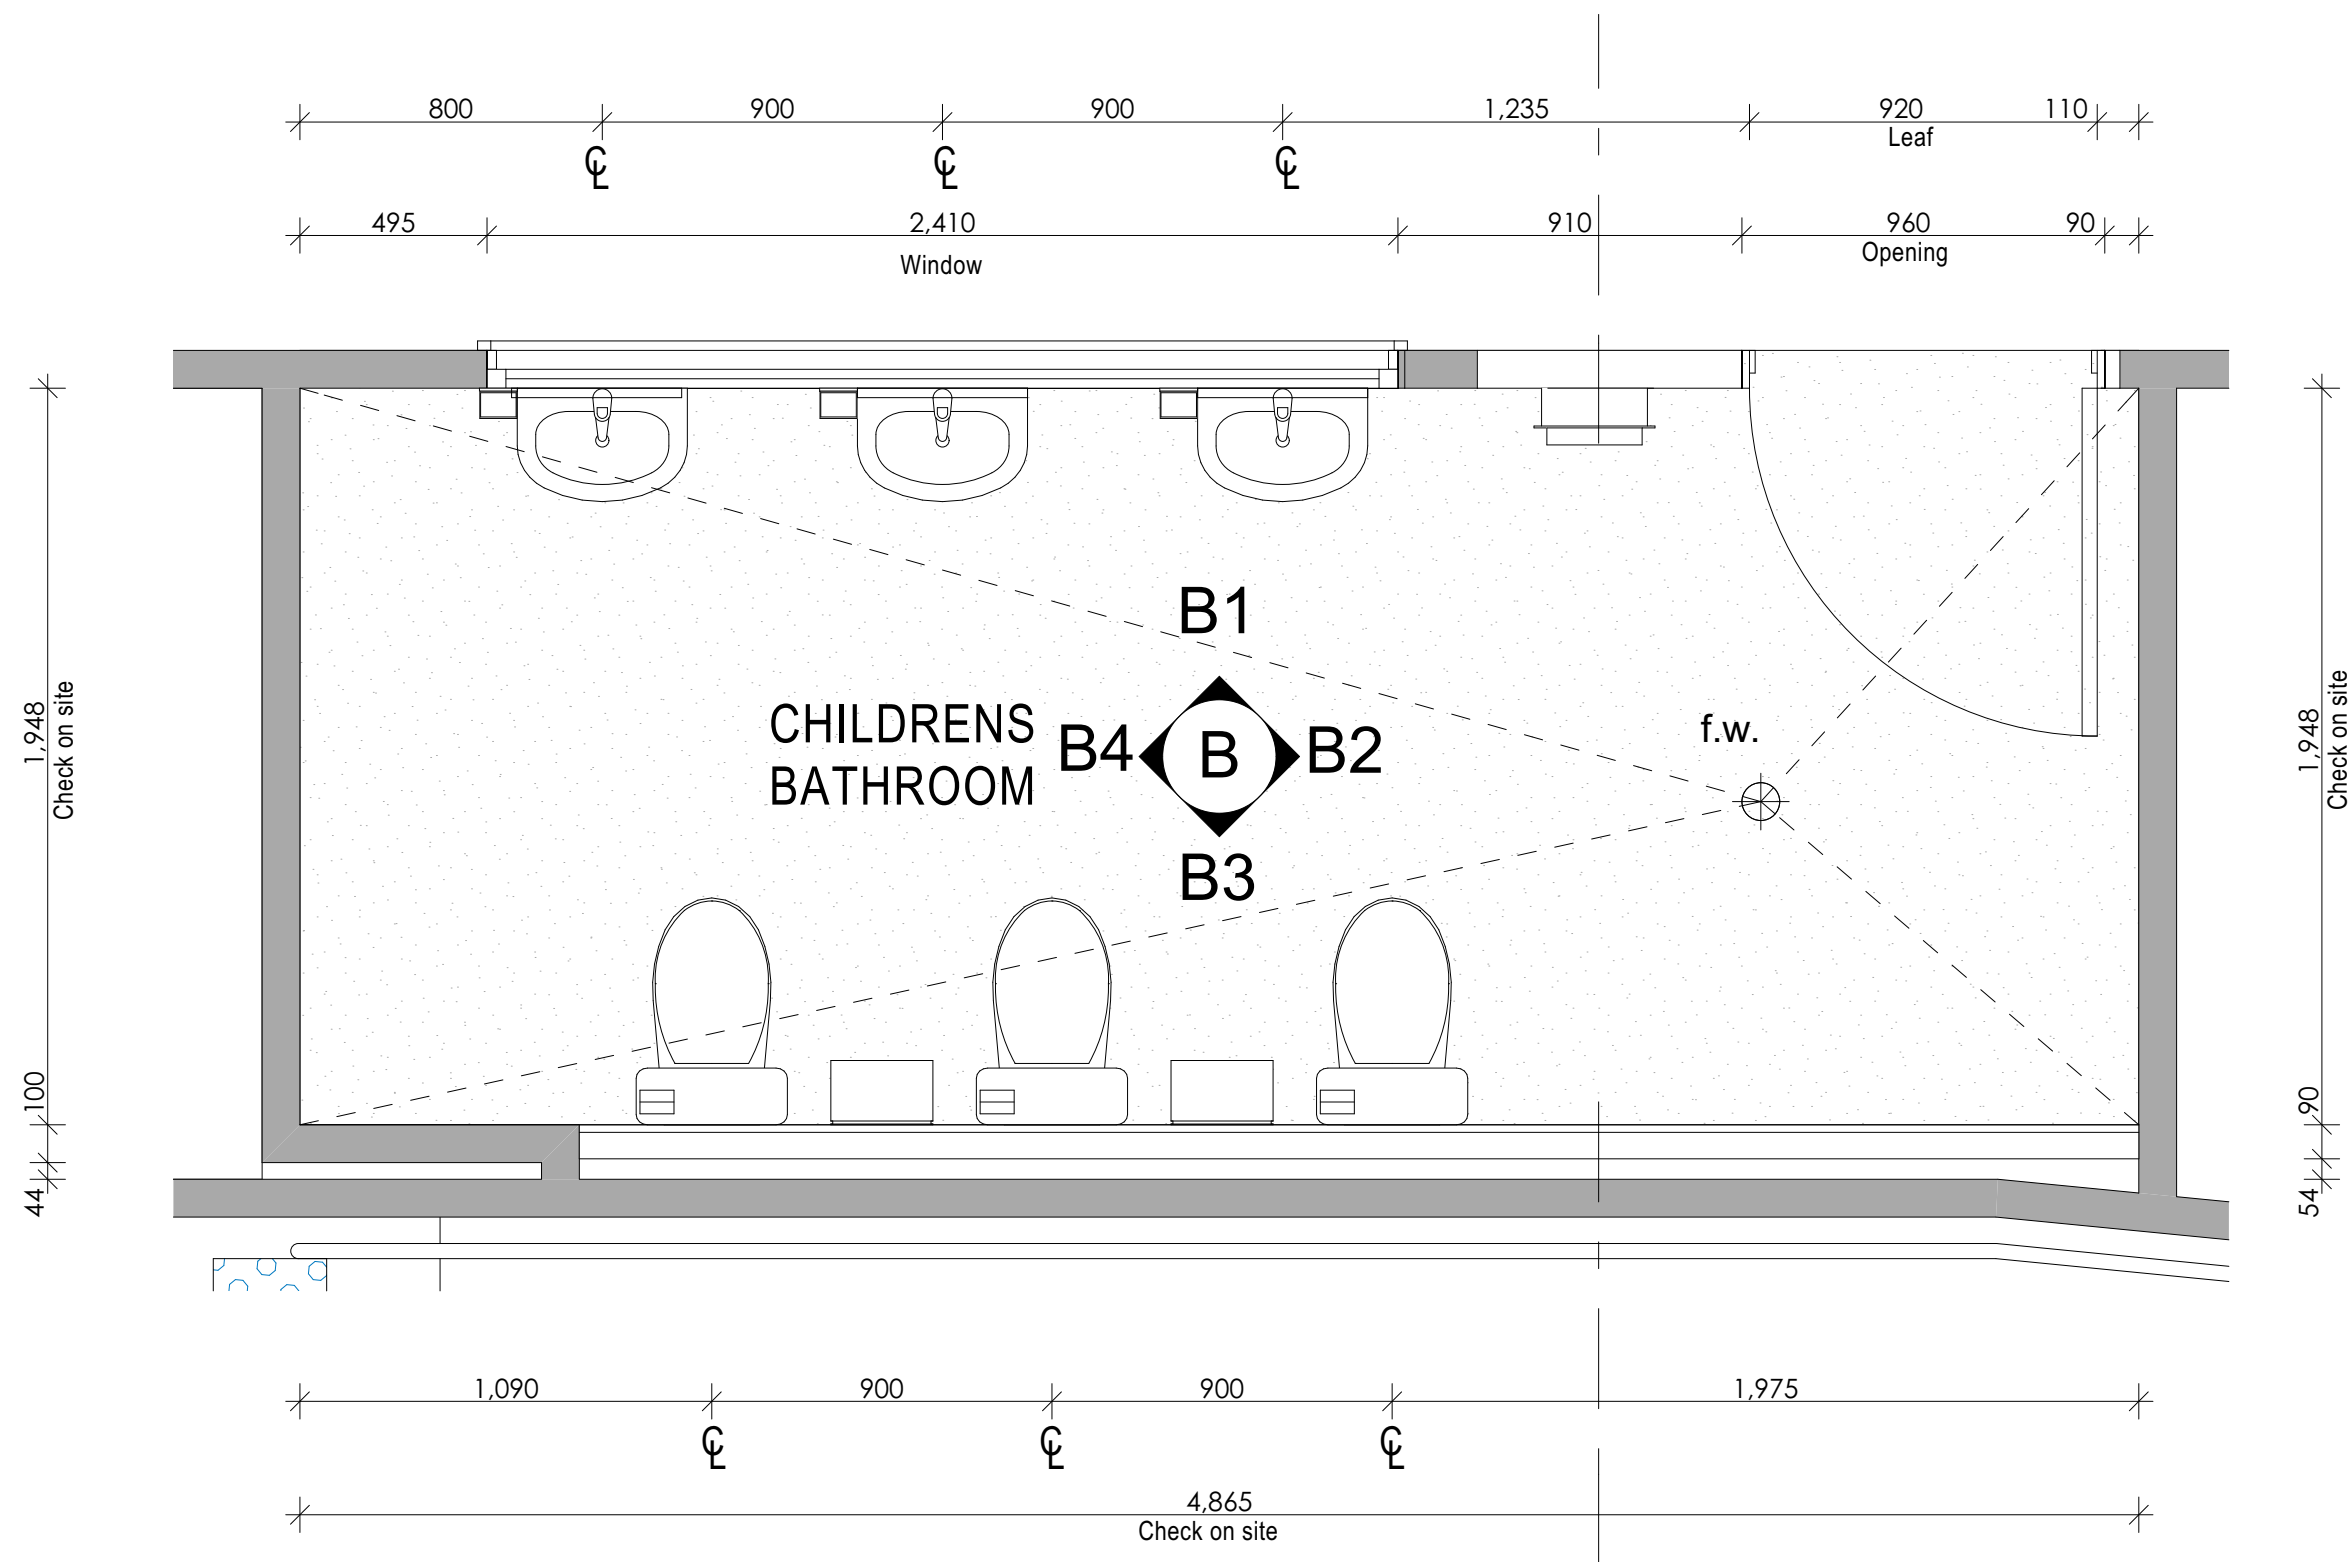 800 900 900 1,235 920 110
Leaf
℄ ℄ ℄
495 2,410 910 960 90
Window Opening
1,948
Check on site
100
44
B1
CHILDRENS
BATHROOM
B4 B B2
B3
f.w.
1,948
Check on site
90
54
1,090 900 900 1,975
℄ ℄ ℄
4,865
Check on site